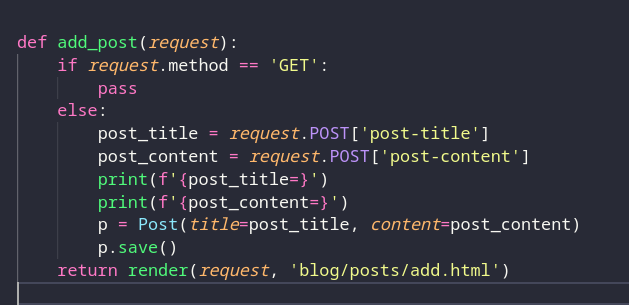 def add_post(request):
    if request.method == 'GET':
        pass
    else:
        post_title = request.POST['post-title']
        post_content = request.POST['post-content']
        print(f'{post_title=}')
        print(f'{post_content=}')
        p = Post(title=post_title, content=post_content)
        p.save()
    return render(request, 'blog/posts/add.html')